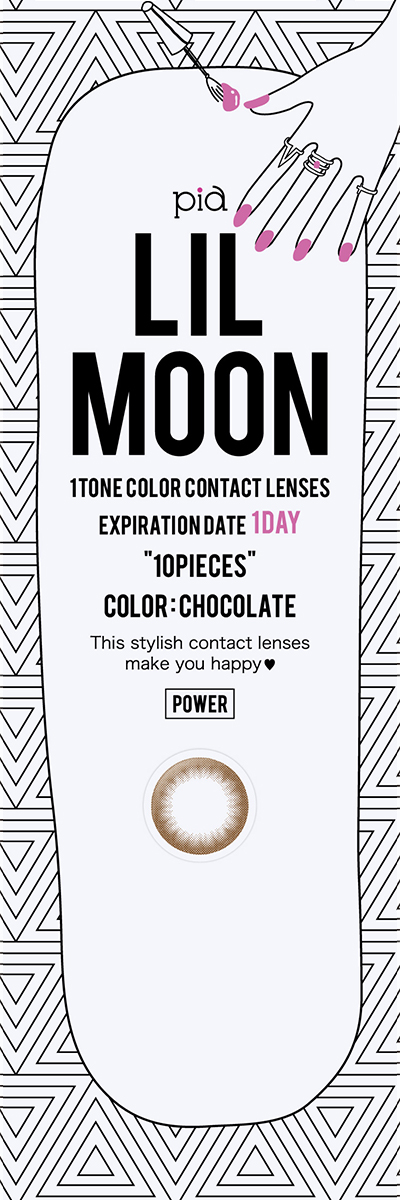 pia
LIL
MOON
1TONE COLOR CONTACT LENSES
EXPIRATION DATE 1DAY
"10PIECES"
COLOR:CHOCOLATE
This stylish contact lenses
make you happy♥
POWER